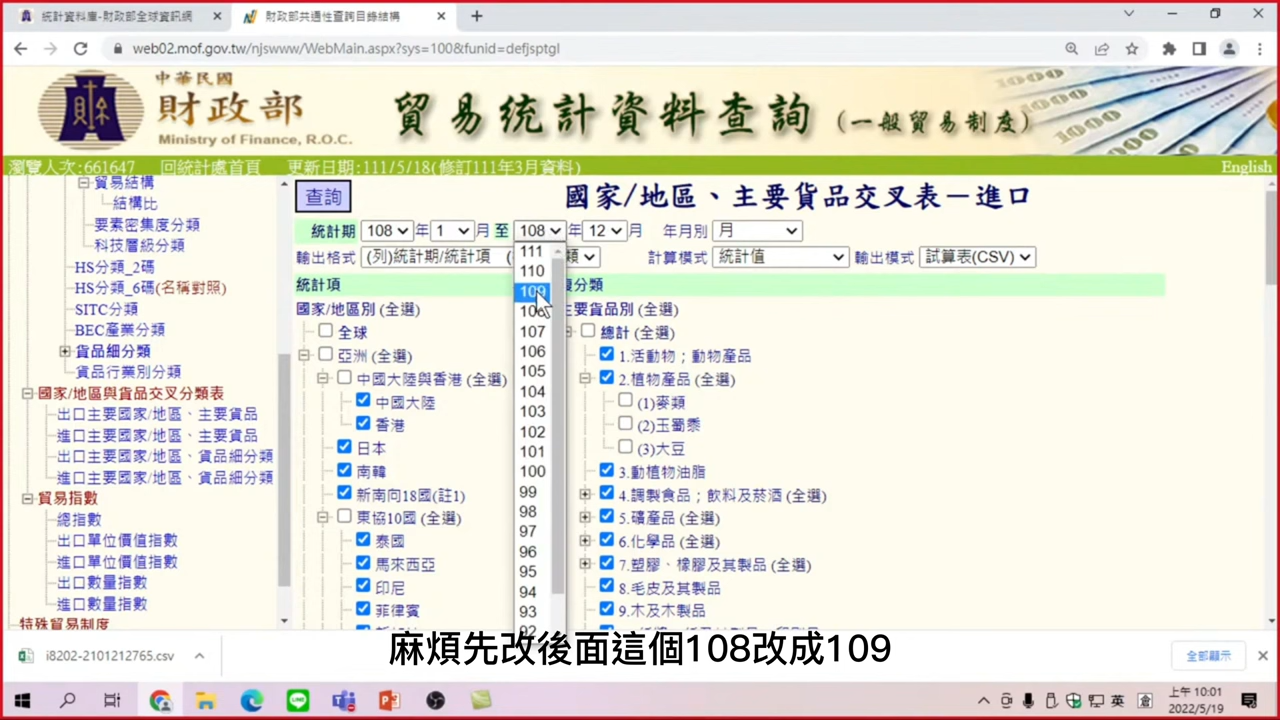 統計資料庫-財政部全球資訊網
財政部共通性查詢目錄結構
web02.mof.gov.tw/njswww/WebMain.aspx?sys=100&funid=defjsptgl
中華民國
財政部
Ministry of Finance, R.O.C.
貿易統計資料查詢 (一般貿易制度)
瀏覽人次:661647 回統計處首頁 更新日期:111/5/18(修訂111年3月資料)
English
貿易結構
結構比
要素密集度分類
科技層級分類
HS分類_2碼
HS分類_6碼(名稱對照)
SITC分類
BEC產業分類
貨品細分類
貨品行業別分類
國家/地區與貨品交叉分類表
出口主要國家/地區、主要貨品
進口主要國家/地區、主要貨品
出口主要國家/地區、貨品細分類
進口主要國家/地區、貨品細分類
貿易指數
總指數
出口單位價值指數
進口單位價值指數
出口數量指數
進口數量指數
特殊貿易制度
查詢
國家/地區、主要貨品交叉表－進口
統計期 108 年 1 月 至 108 年 12 月 年月別 月
輸出格式 (列)統計期/統計項 類 計算模式 統計值 輸出模式 試算表(CSV)
統計項
分類
國家/地區別 (全選)
全球
亞洲 (全選)
中國大陸與香港 (全選)
中國大陸
香港
日本
南韓
新南向18國(註1)
東協10國 (全選)
泰國
馬來西亞
印尼
菲律賓
111
110
109
108
107
106
105
104
103
102
101
100
99
98
97
96
95
94
93
92
主要貨品別 (全選)
總計 (全選)
1.活動物；動物產品
2.植物產品 (全選)
(1)麥類
(2)玉蜀黍
(3)大豆
3.動植物油脂
4.調製食品；飲料及菸酒 (全選)
5.礦產品 (全選)
6.化學品 (全選)
7.塑膠、橡膠及其製品 (全選)
8.毛皮及其製品
9.木及木製品
麻煩先改後面這個108改成109
i8202-2101212765.csv
全部顯示
英
上午 10:01
2022/5/19